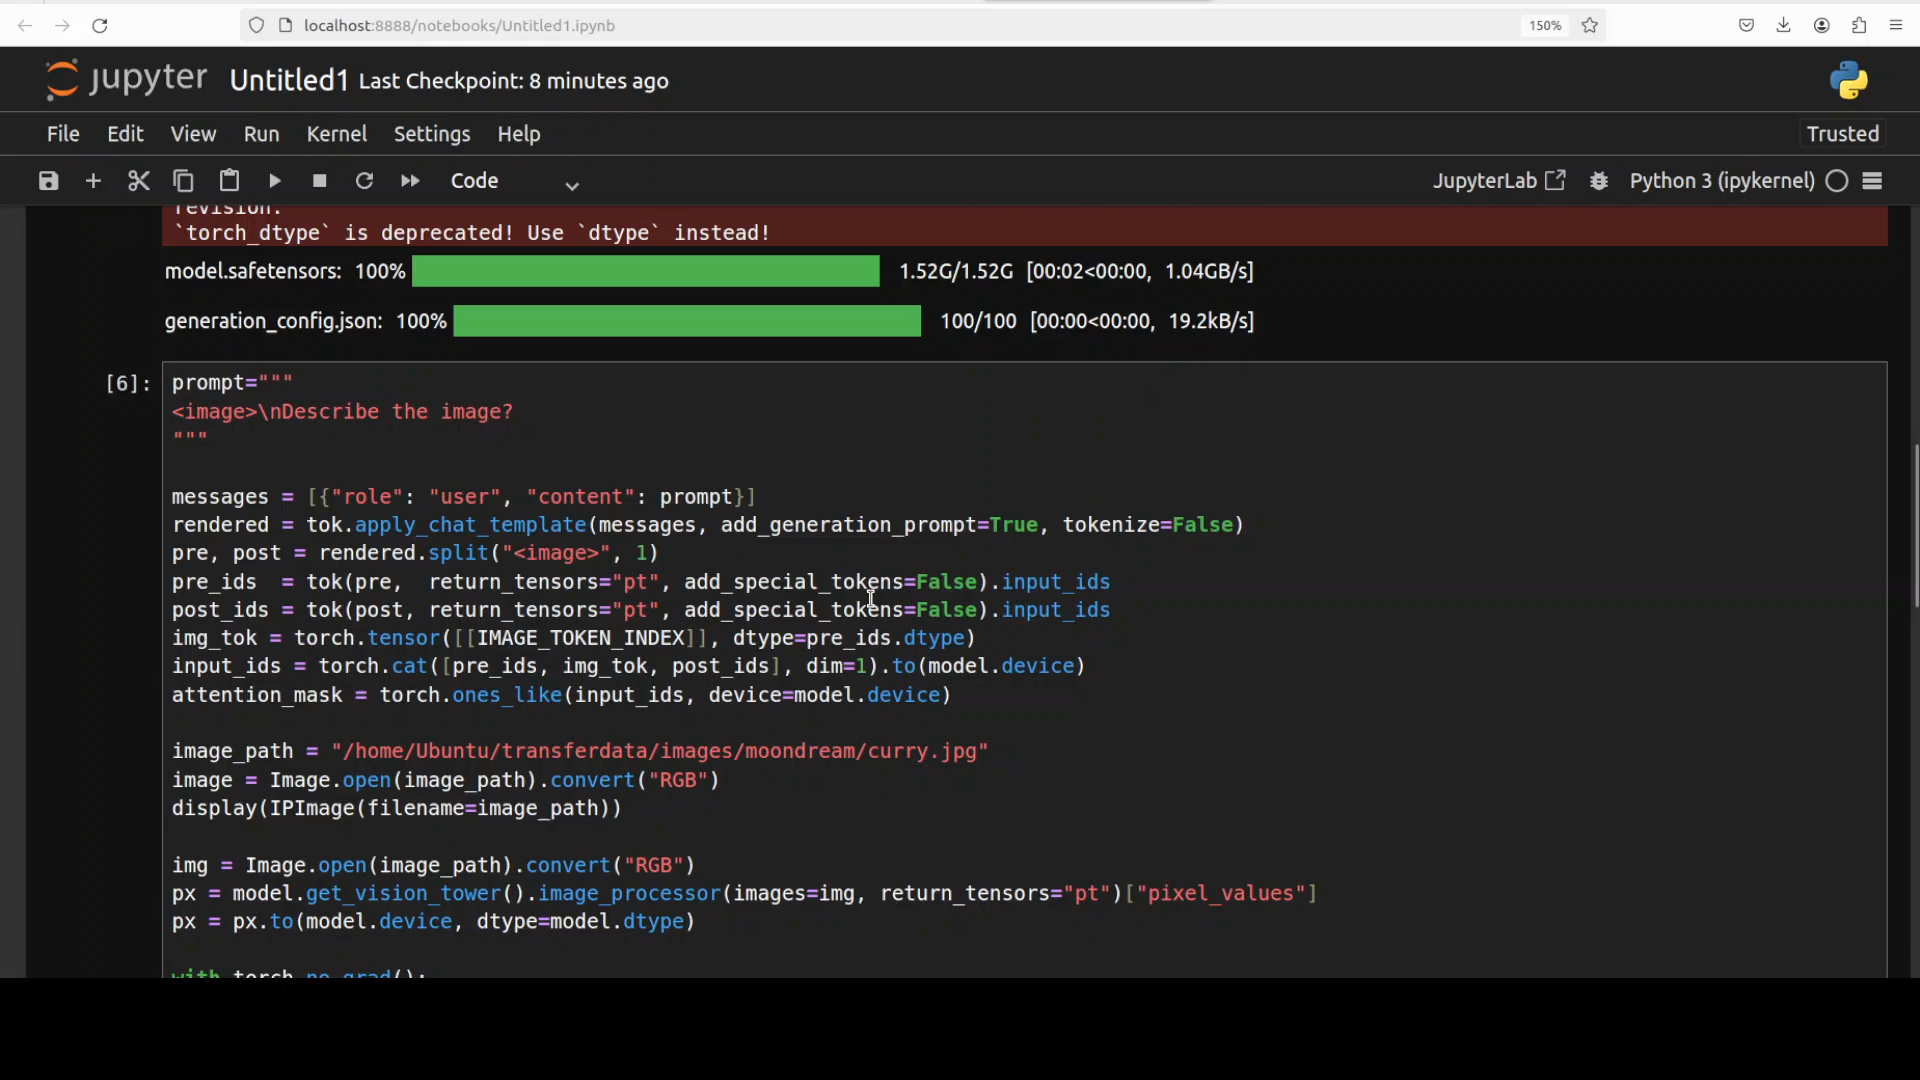 localhost:8888/notebooks/Untitled1.ipynb
150%
jupyter Untitled1 Last Checkpoint: 8 minutes ago
File Edit View Run Kernel Settings Help
Trusted
Code
JupyterLab
Python 3 (ipykernel)
revision.
`torch_dtype` is deprecated! Use `dtype` instead!
model.safetensors: 100% 1.52G/1.52G [00:02<00:00, 1.04GB/s]
generation_config.json: 100% 100/100 [00:00<00:00, 19.2kB/s]
[6]:
prompt="""
<image>\nDescribe the image?
"""
messages = [{"role": "user", "content": prompt}]
rendered = tok.apply_chat_template(messages, add_generation_prompt=True, tokenize=False)
pre, post = rendered.split("<image>", 1)
pre_ids  = tok(pre,  return_tensors="pt", add_special_tokens=False).input_ids
post_ids = tok(post, return_tensors="pt", add_special_tokens=False).input_ids
img_tok = torch.tensor([[IMAGE_TOKEN_INDEX]], dtype=pre_ids.dtype)
input_ids = torch.cat([pre_ids, img_tok, post_ids], dim=1).to(model.device)
attention_mask = torch.ones_like(input_ids, device=model.device)
image_path = "/home/Ubuntu/transferdata/images/moondream/curry.jpg"
image = Image.open(image_path).convert("RGB")
display(IPImage(filename=image_path))
img = Image.open(image_path).convert("RGB")
px = model.get_vision_tower().image_processor(images=img, return_tensors="pt")["pixel_values"]
px = px.to(model.device, dtype=model.dtype)
with torch.no_grad():